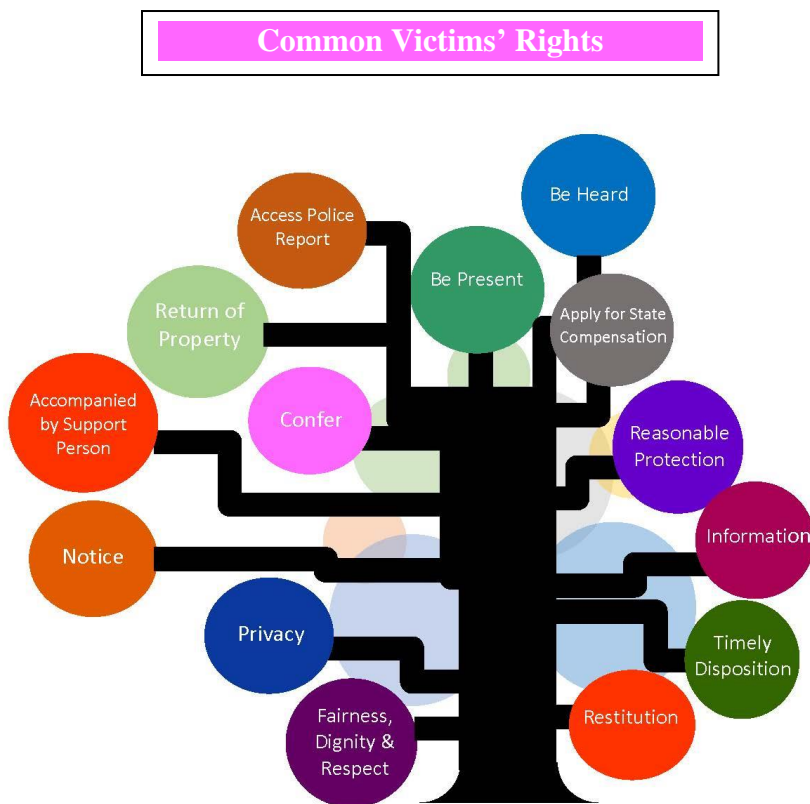 Common Victims’ Rights
Be Heard
Access Police
Report
Be Present
Return of
Property
Apply for State
Compensation
Accompanied
by Support
Person
Confer
Reasonable
Protection
Information
Notice
Privacy
Timely
Disposition
Fairness,
Dignity &
Respect
Restitution